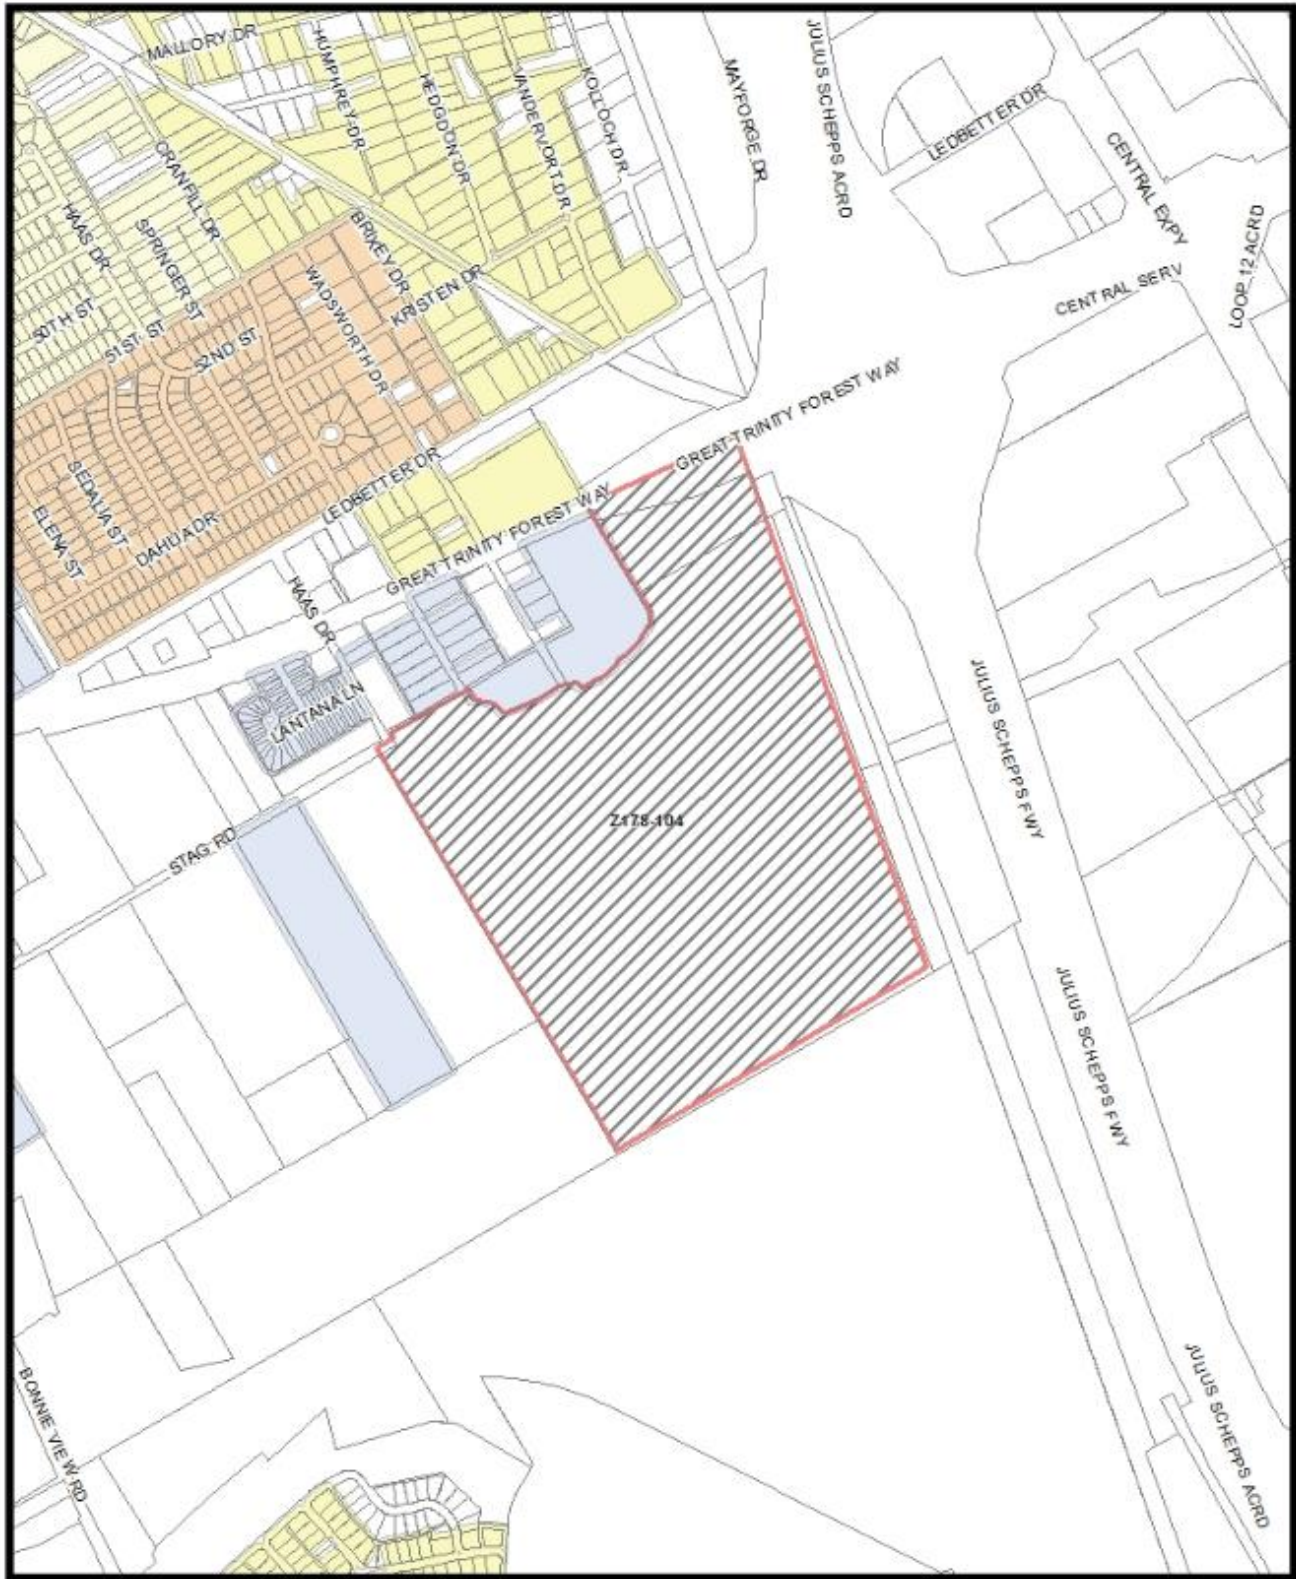 MALLORY DR
HUMPHREY DR
HEDGDON DR
VANDERVORT DR
KOLLOCH DR
MAYFORGE DR
JULIUS SCHEPPS ACRD
LEDBETTER DR
CENTRAL EXPY
LOOP 12 ACRD
CENTRAL SERV
CRANFILL DR
HAAS DR
SPRINGER ST
BRIXEY DR
KRISTEN DR
WADSWORTH DR
50TH ST
51ST ST
52ND ST
GREAT TRINITY FOREST WAY
LEDBETTER DR
SEDALIA ST
ELENA ST
DAHLIA DR
GREAT TRINITY FOREST WAY
HAAS DR
LANTANA LN
STAG RD
Z178-104
JULIUS SCHEPPS FWY
JULIUS SCHEPPS FWY
BONNIE VIEW RD
JULIUS SCHEPPS ACRD